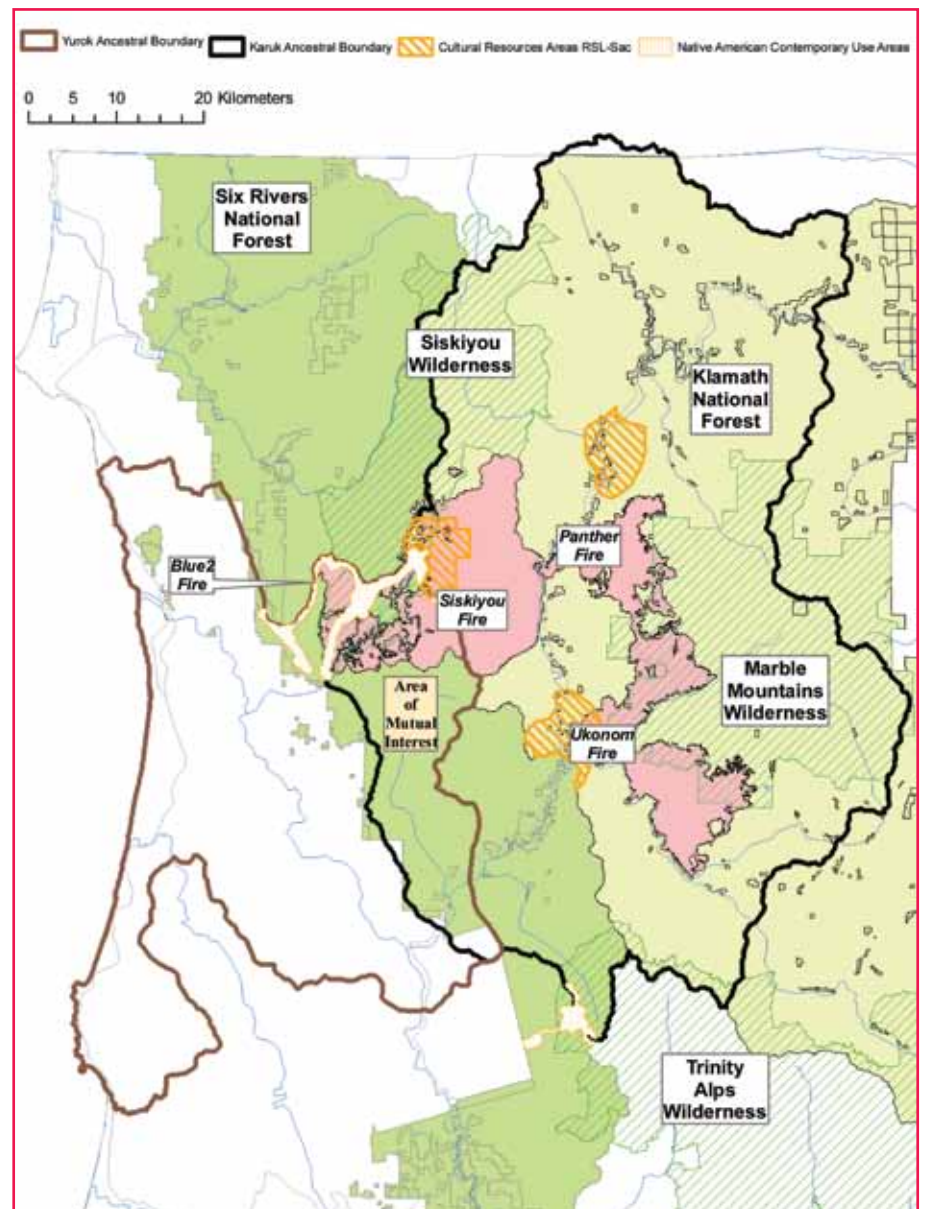 Yurok Ancestral Boundary
Karuk Ancestral Boundary
Cultural Resources Areas RSL-Sac
Native American Contemporary Use Areas
0 5 10 20 Kilometers
Six Rivers
National
Forest
Siskiyou
Wilderness
Klamath
National
Forest
Panther
Fire
Blue2
Fire
Siskiyou
Fire
Marble
Mountains
Wilderness
Area
of
Mutual
Interest
Ukonom
Fire
Trinity
Alps
Wilderness